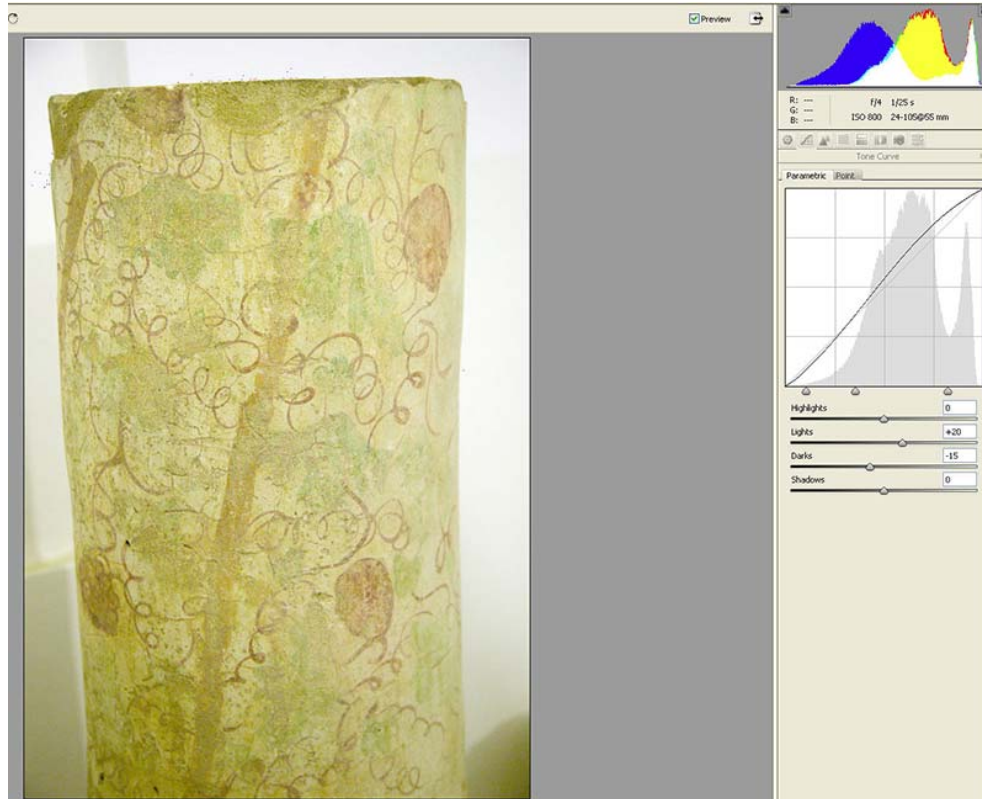 Preview
R: ---
G: ---
B: ---
f/4 1/25 s
ISO 800 24-105@55 mm
Tone Curve
Parametric Point
Highlights 0
Lights +20
Darks -15
Shadows 0